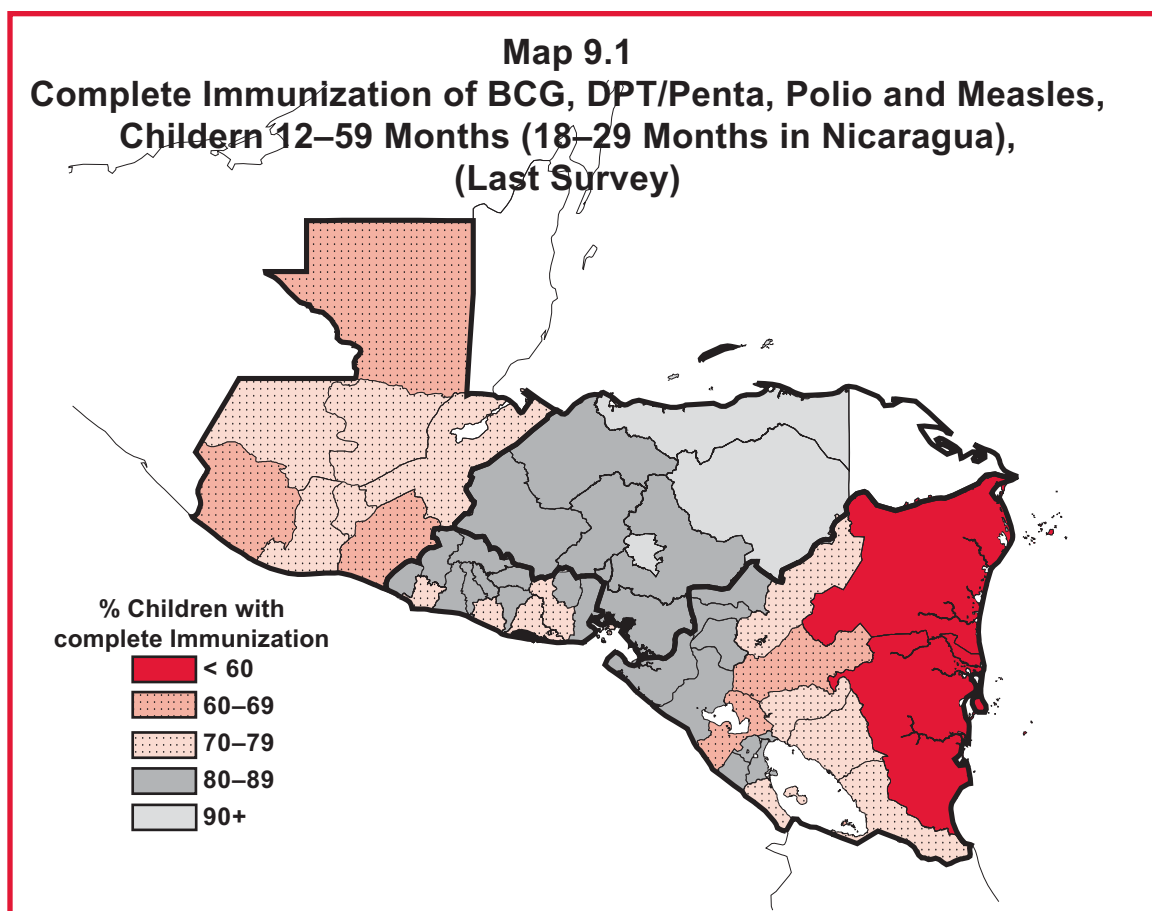 Map 9.1
Complete Immunization of BCG, DPT/Penta, Polio and Measles,
Childern 12–59 Months (18–29 Months in Nicaragua),
(Last Survey)
% Children with
complete Immunization
< 60
60–69
70–79
80–89
90+